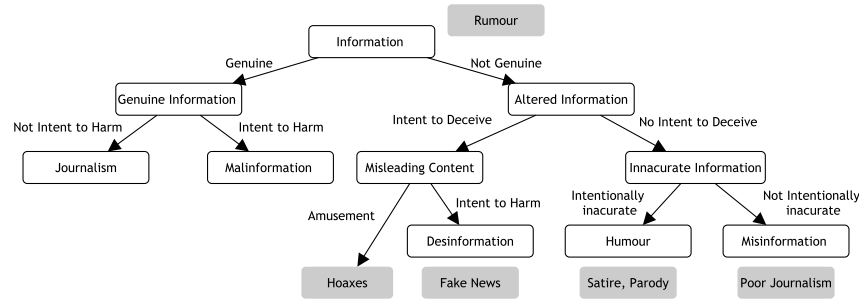 Rumour
Information
Genuine
Not Genuine
Genuine Information
Altered Information
Not Intent to Harm
Intent to Harm
Intent to Deceive
No Intent to Deceive
Journalism
Malinformation
Misleading Content
Innacurate Information
Amusement
Intent to Harm
Intentionally
inacurate
Not Intentionally
inacurate
Desinformation
Humour
Misinformation
Hoaxes
Fake News
Satire, Parody
Poor Journalism